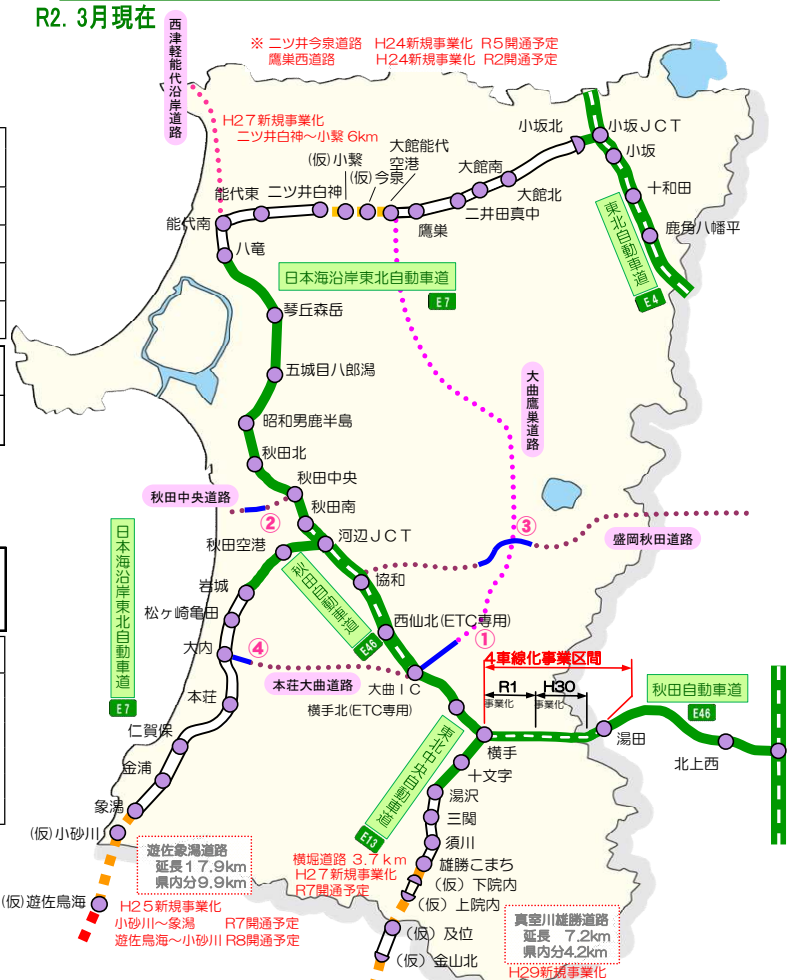 R2. 3月現在
西津軽能代沿岸道路
※ 二ツ井今泉道路 H24新規事業化 R5開通予定
鷹巣西道路 H24新規事業化 R2開通予定
H27新規事業化
二ツ井白神～小繋 6km
(仮)小繋
(仮)今泉
大館能代
空港
小坂北
小坂JCT
小坂
十和田
鹿角八幡平
東北自動車道
E4
大館南
大館北
二井田真中
鷹巣
能代東
二ツ井白神
能代南
八竜
日本海沿岸東北自動車道
E7
琴丘森岳
五城目八郎潟
大曲鷹巣道路
昭和男鹿半島
秋田北
秋田中央
秋田中央道路
②
秋田南
③
盛岡秋田道路
河辺JCT
秋田空港
日本海沿岸東北自動車道
E7
秋田自動車道
E46
協和
岩城
松ヶ崎亀田
西仙北(ETC専用)
①
大内
④
4車線化事業区間
本荘大曲道路
大曲IC
R1
事業化
H30
事業化
秋田自動車道
E46
本荘
横手北(ETC専用)
仁賀保
東北中央自動車道
E13
横手
湯田
北上西
金浦
十文字
象潟
湯沢
三関
(仮)小砂川
須川
遊佐象潟道路
延長17.9km
県内分9.9km
横堀道路 3.7km
H27新規事業化
R7開通予定
雄勝こまち
(仮)下院内
(仮)上院内
(仮)遊佐鳥海
H25新規事業化
小砂川～象潟 R7開通予定
遊佐鳥海～小砂川 R8開通予定
真室川雄勝道路
延長 7.2km
県内分4.2km
H29新規事業化
(仮)及位
(仮)金山北